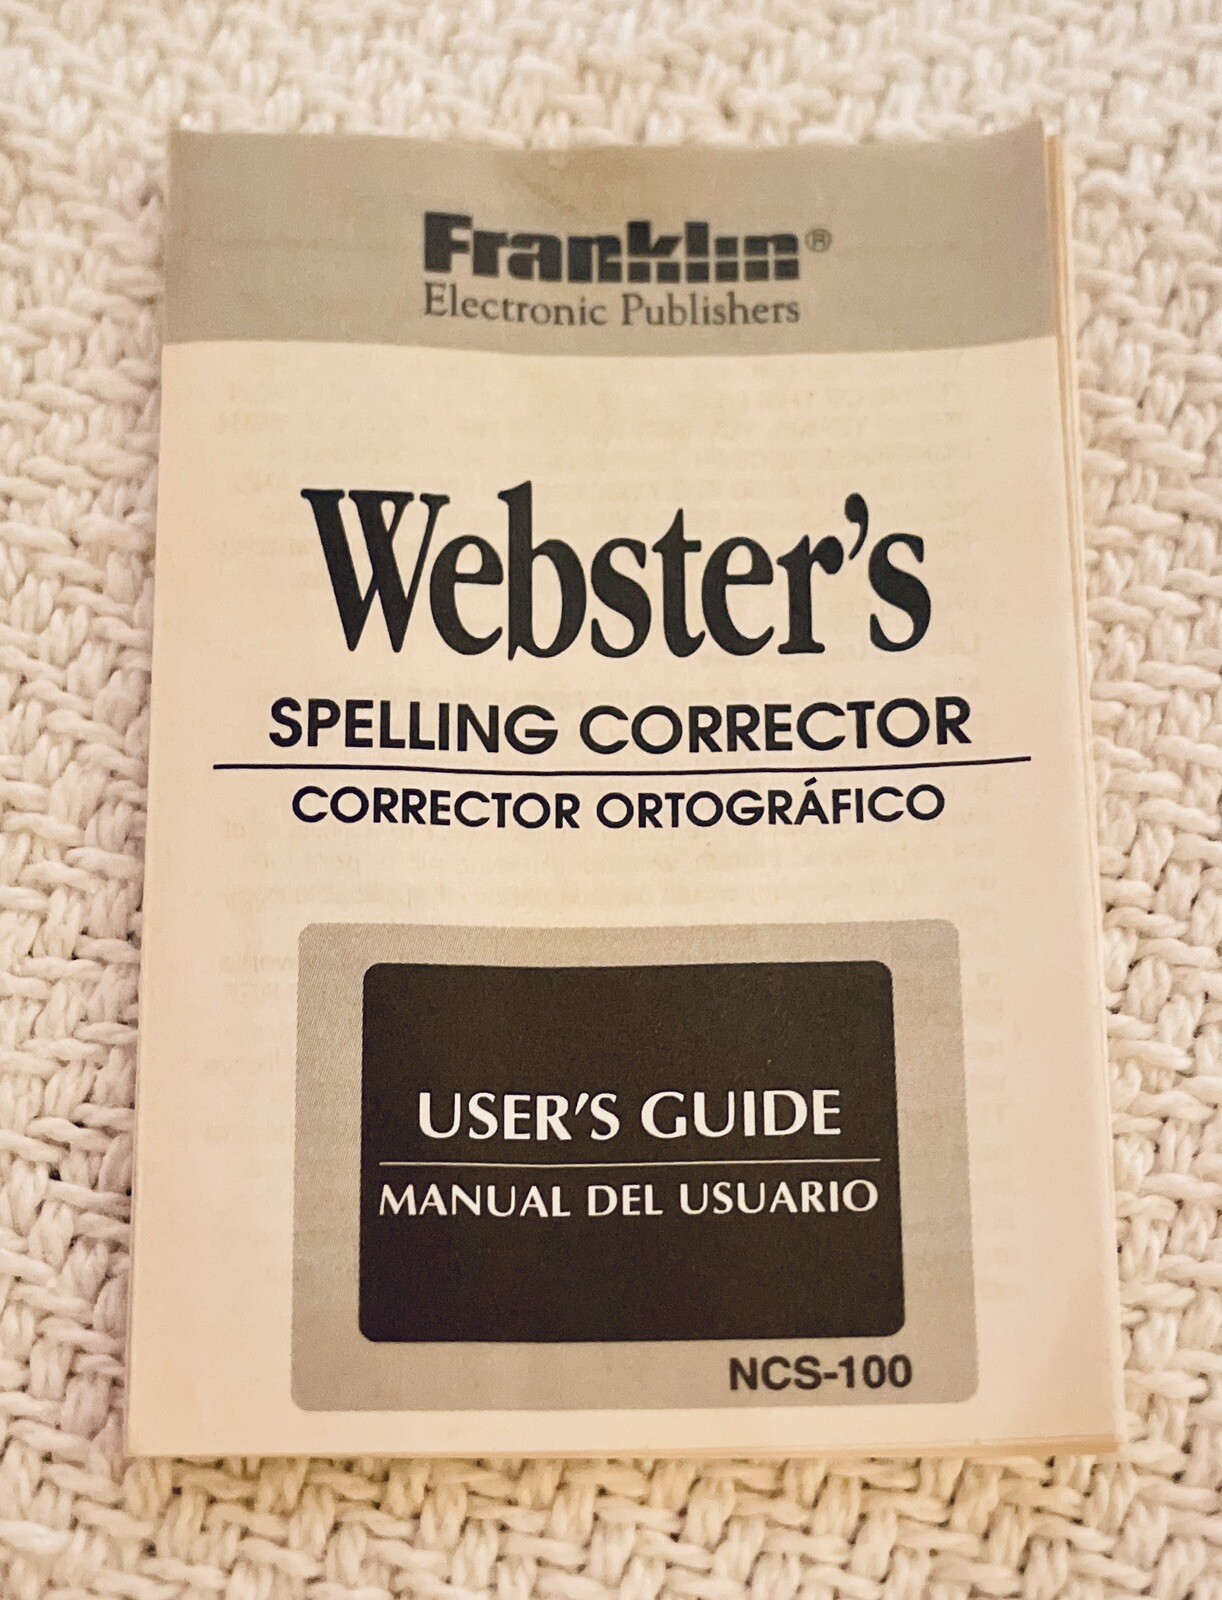 Franklin®
Electronic Publishers
Webster's
SPELLING CORRECTOR
CORRECTOR ORTOGRÁFICO
USER'S GUIDE
MANUAL DEL USUARIO
NCS-100